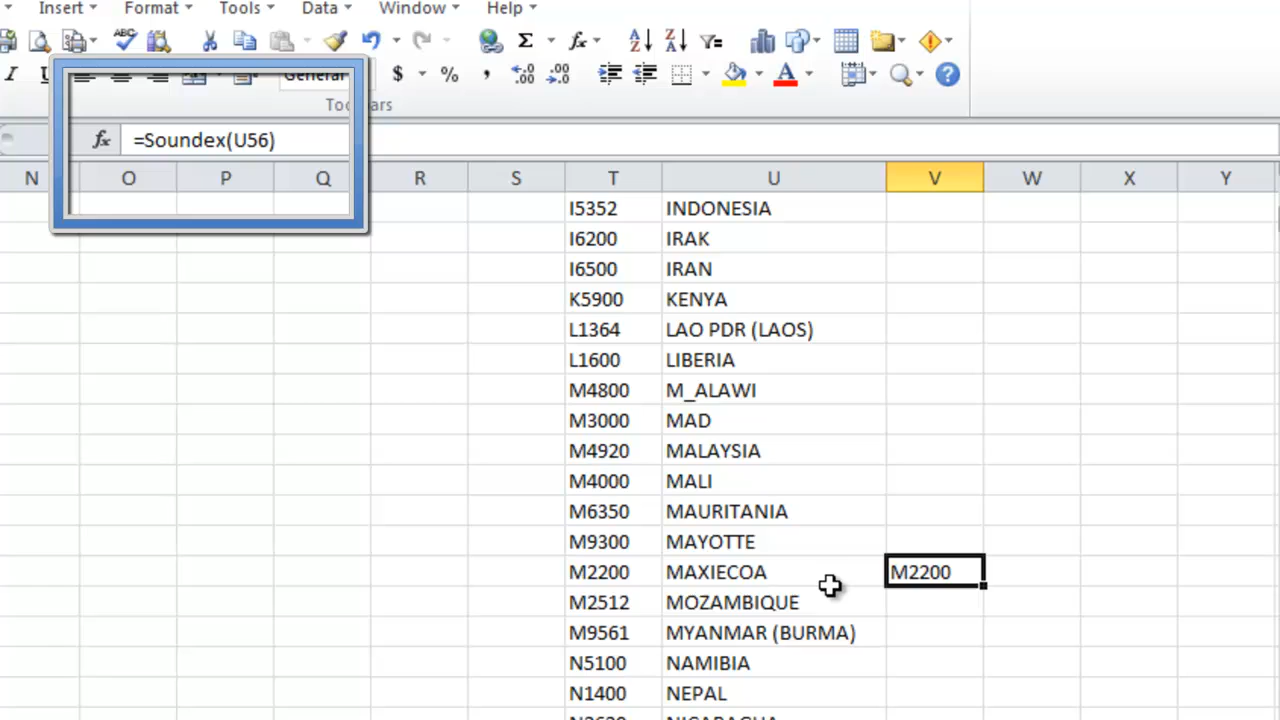 Insert Format Tools Data Window Help
I General $ % , .00 .00
Toolbars
fx =Soundex(U56)
N O P Q R S T U V W X Y
I5352 INDONESIA
I6200 IRAK
I6500 IRAN
K5900 KENYA
L1364 LAO PDR (LAOS)
L1600 LIBERIA
M4800 M_ALAWI
M3000 MAD
M4920 MALAYSIA
M4000 MALI
M6350 MAURITANIA
M9300 MAYOTTE
M2200 MAXIECOA M2200
M2512 MOZAMBIQUE
M9561 MYANMAR (BURMA)
N5100 NAMIBIA
N1400 NEPAL